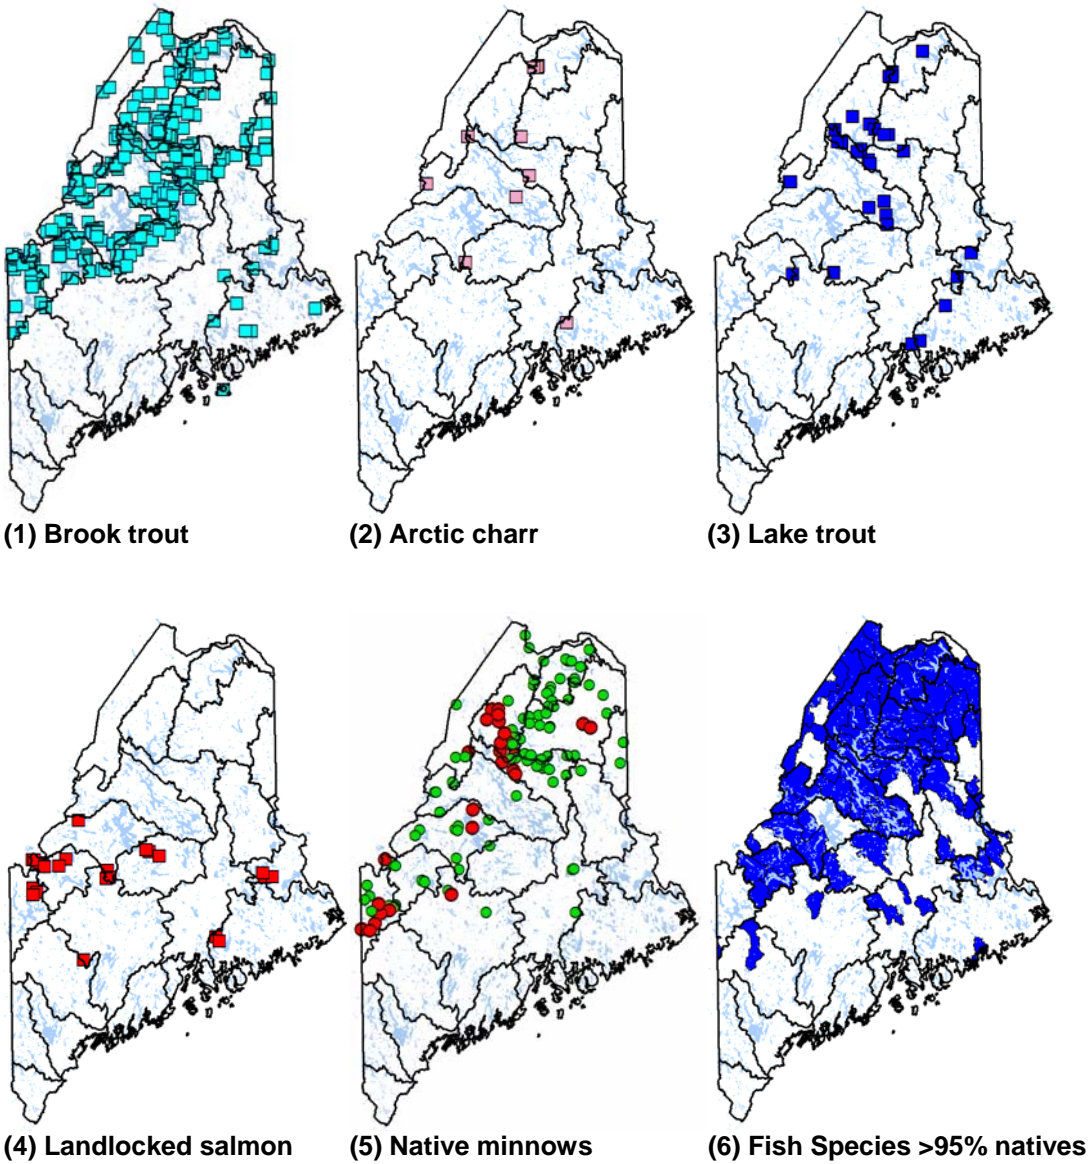 (1) Brook trout
(2) Arctic charr
(3) Lake trout
(4) Landlocked salmon
(5) Native minnows
(6) Fish Species >95% natives